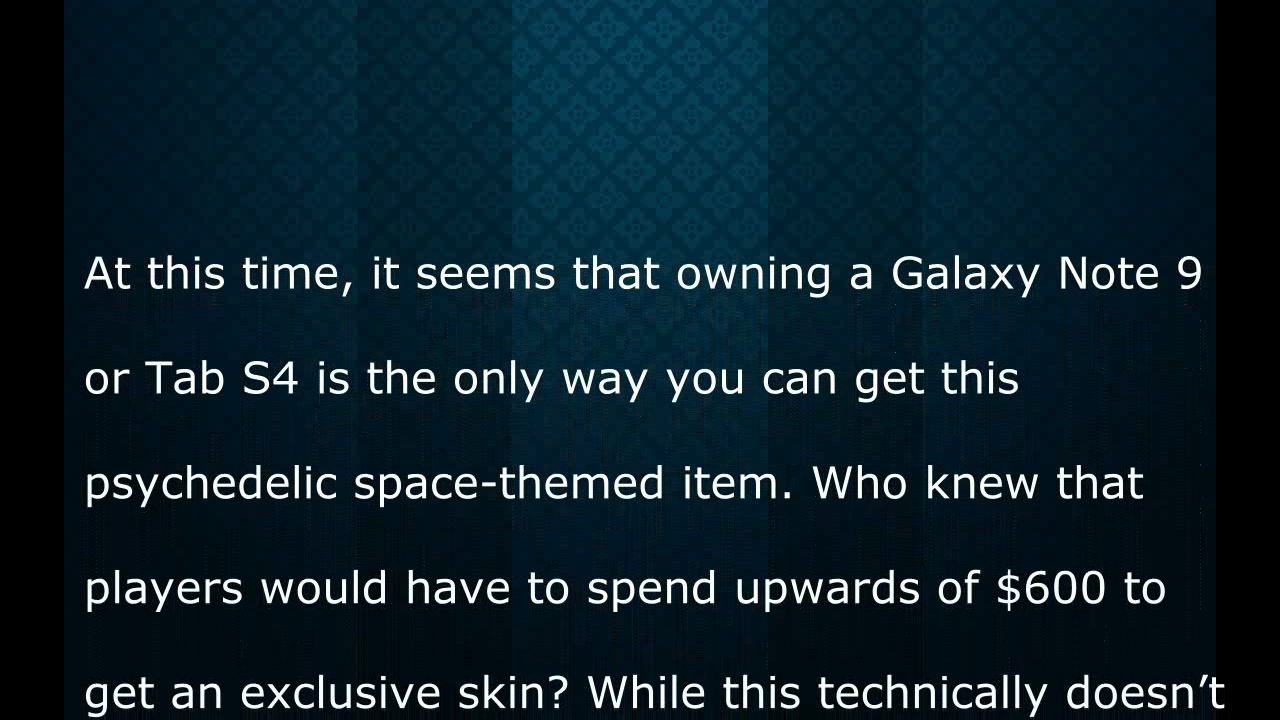 At this time, it seems that owning a Galaxy Note 9
or Tab S4 is the only way you can get this
psychedelic space-themed item. Who knew that
players would have to spend upwards of $600 to
get an exclusive skin? While this technically doesn’t